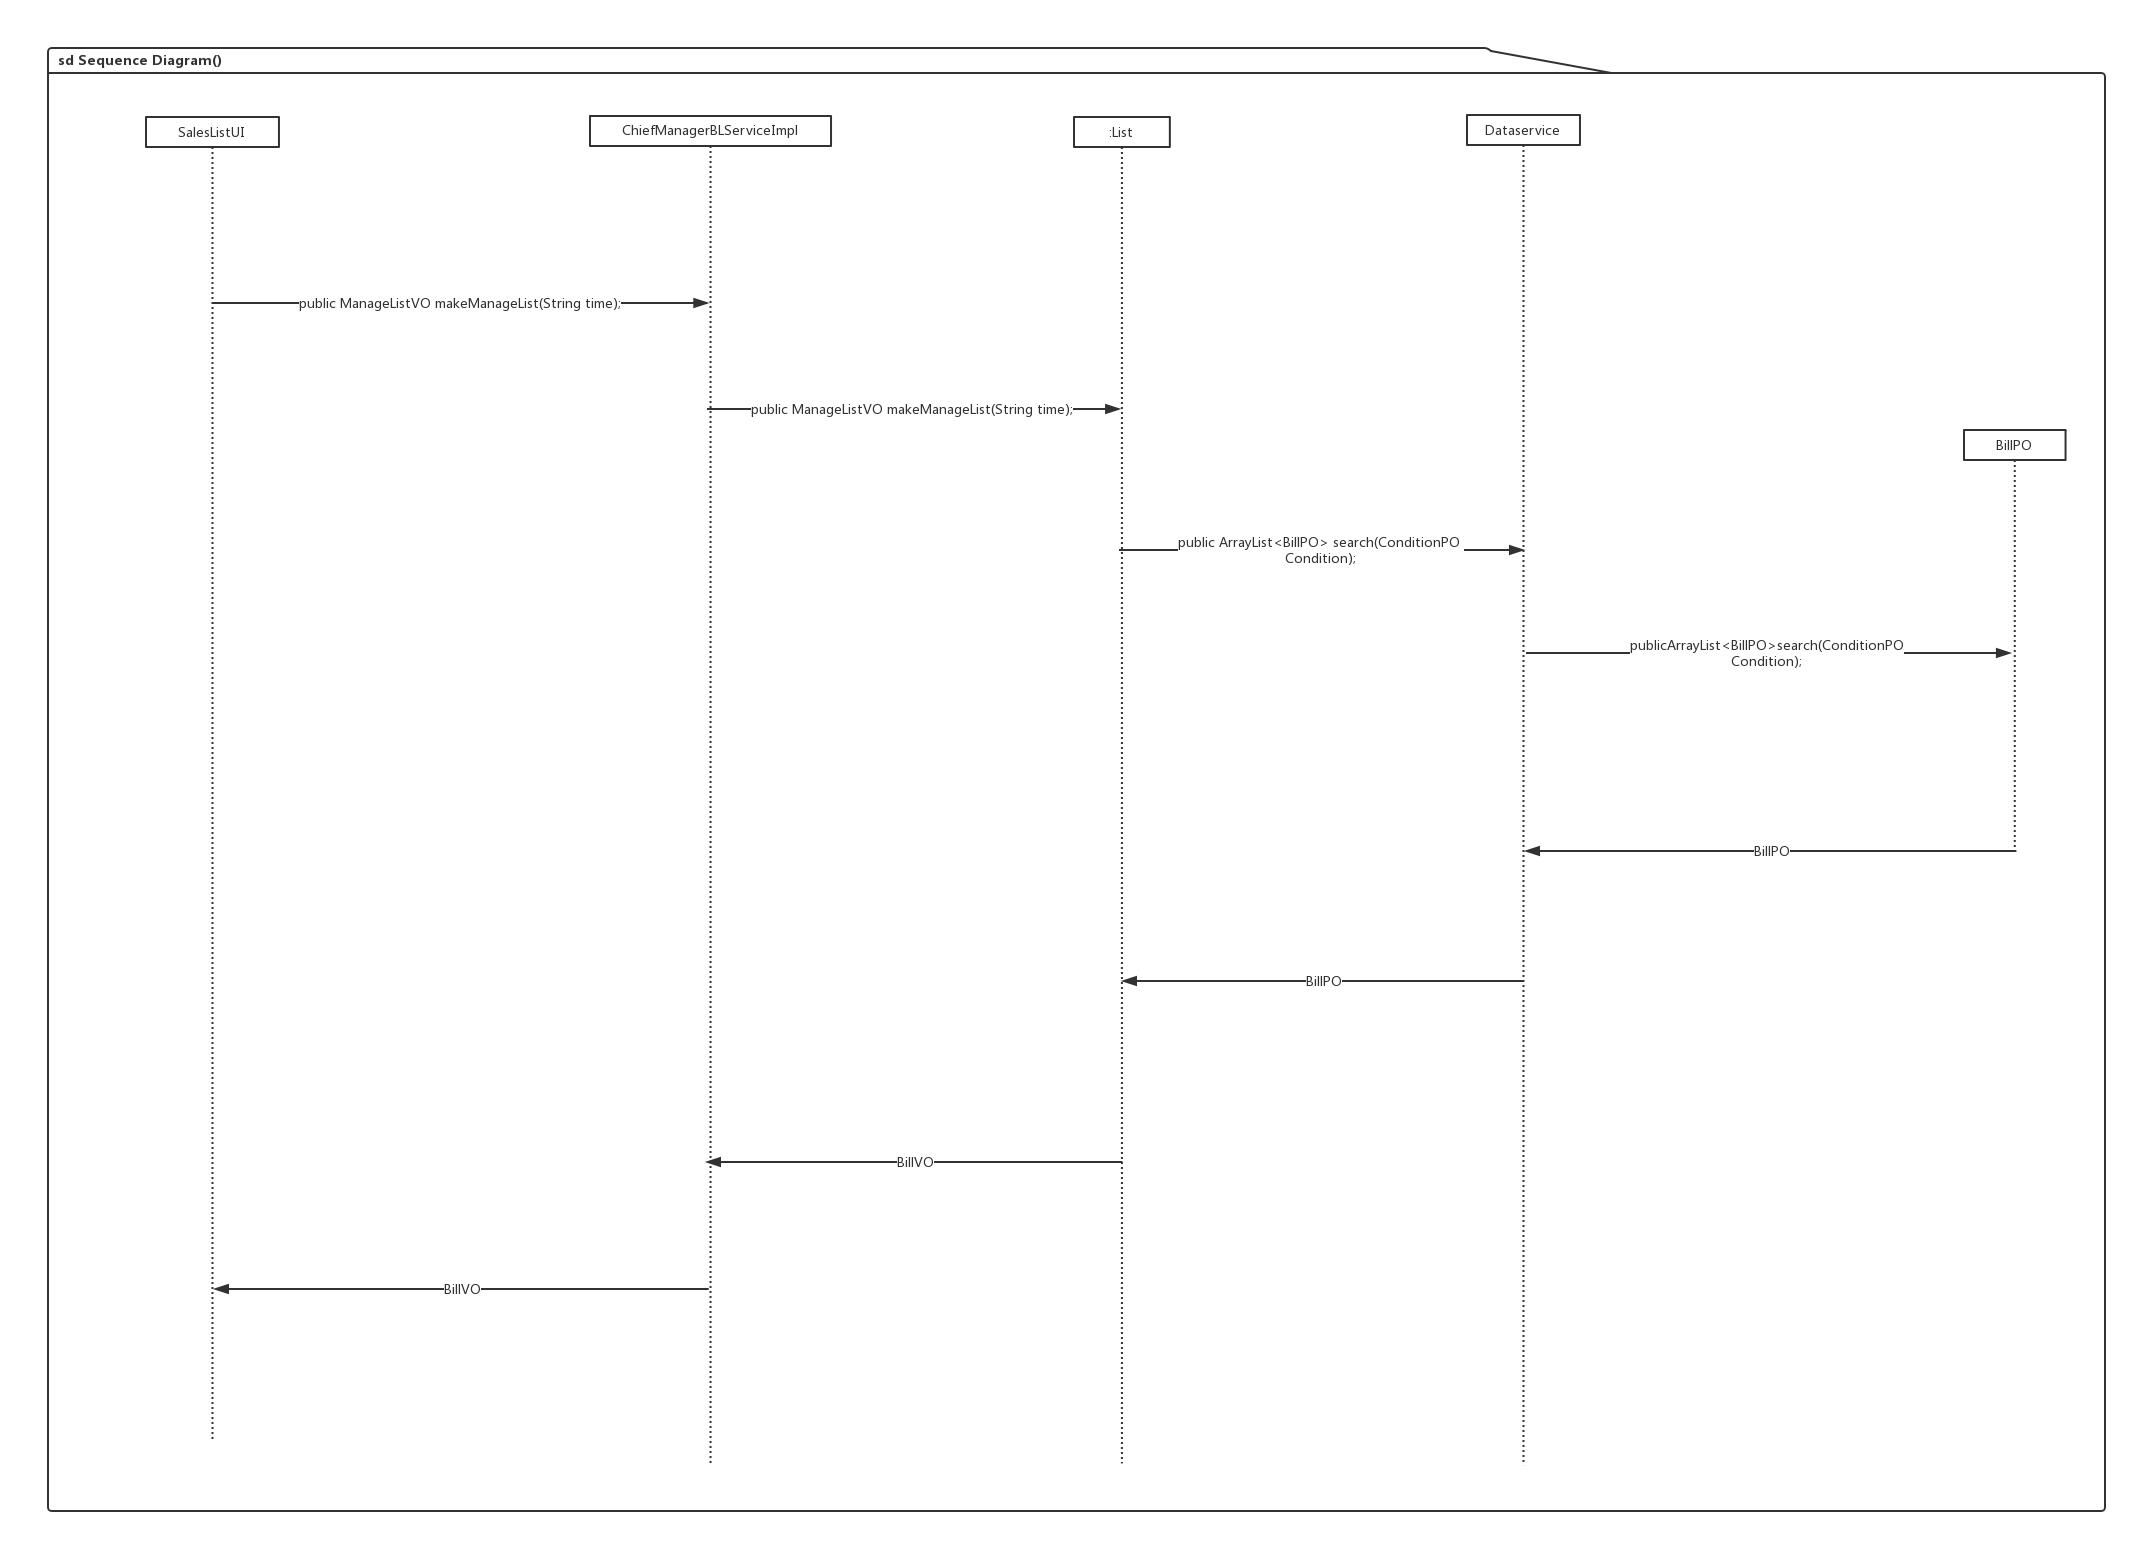 sd Sequence Diagram()
SalesListUI
ChiefManagerBLServiceImpl
:List
Dataservice
public ManageListVO makeManageList(String time);
public ManageListVO makeManageList(String time);
BillPO
public ArrayList<BillPO> search(ConditionPO
Condition);
publicArrayList<BillPO>search(ConditionPO
Condition);
BillPO
BillPO
BillVO
BillVO